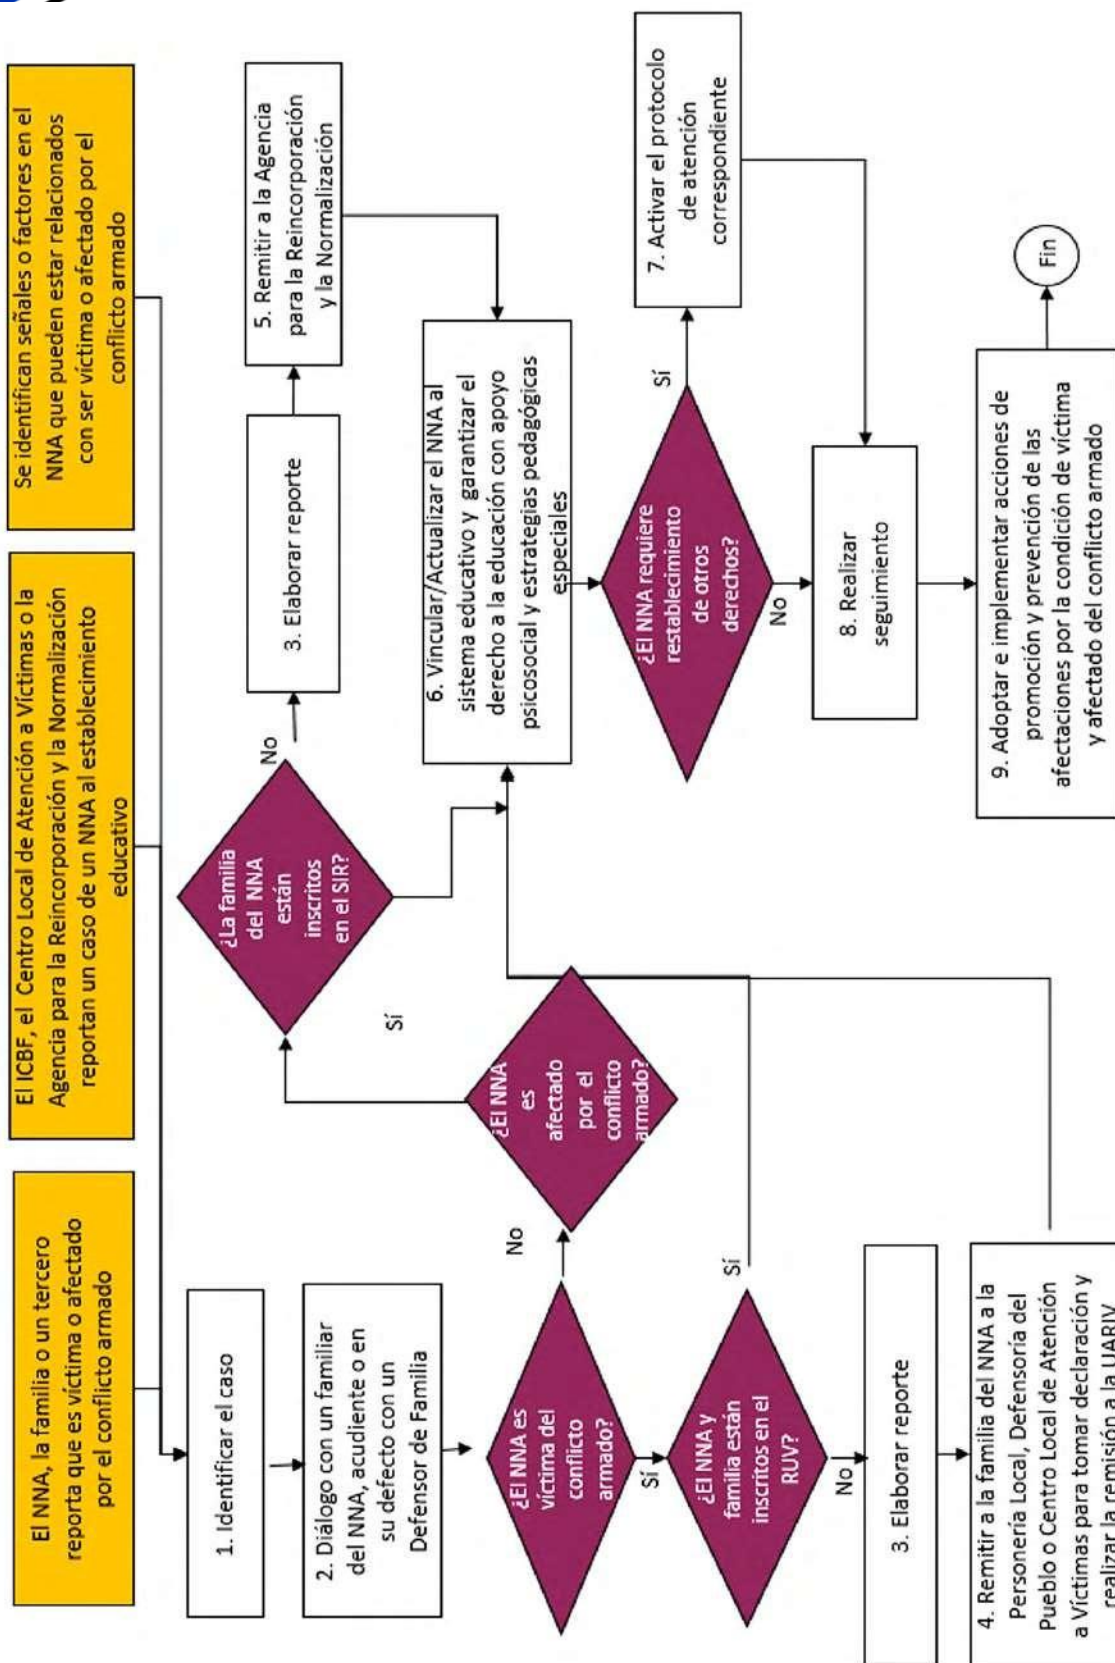 El NNA, la familia o un tercero
reporta que es víctima o afectado
por el conflicto armado
El ICBF, el Centro Local de Atención a Víctimas o la
Agencia para la Reincorporación y la Normalización
reportan un caso de un NNA al establecimiento
educativo
Se identifican señales o factores en el
NNA que pueden estar relacionados
con ser víctima o afectado por el
conflicto armado
1. Identificar el caso
2. Diálogo con un familiar
del NNA, acudiente o en
su defecto con un
Defensor de Familia
¿El NNA es
víctima del
conflicto
armado?
No
Sí
¿El NNA y
familia están
inscritos en el
RUV?
Sí
No
3. Elaborar reporte
4. Remitir a la familia del NNA a la
Personería Local, Defensoría del
Pueblo o Centro Local de Atención
a Víctimas para tomar declaración y
realizar la remisión a la UARIV
¿El NNA
es
afectado
por el
conflicto
armado?
Sí
¿La familia
del NNA
están
inscritos
en el SIR?
No
3. Elaborar reporte
5. Remitir a la Agencia
para la Reincorporación
y la Normalización
6. Vincular/Actualizar el NNA al
sistema educativo y garantizar el
derecho a la educación con apoyo
psicosocial y estrategias pedagógicas
especiales
¿El NNA requiere
restablecimiento
de otros
derechos?
Sí
No
7. Activar el protocolo
de atención
correspondiente
8. Realizar
seguimiento
9. Adoptar e implementar acciones de
promoción y prevención de las
afectaciones por la condición de víctima
y afectado del conflicto armado
Fin